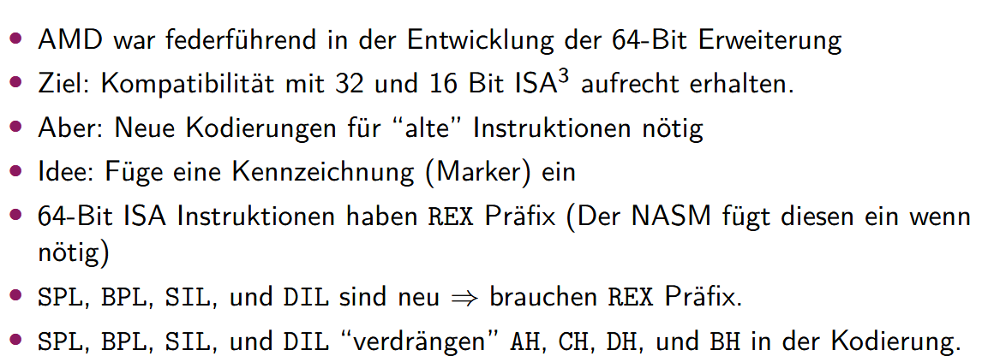 • AMD war federführend in der Entwicklung der 64-Bit Erweiterung
• Ziel: Kompatibilität mit 32 und 16 Bit ISA³ aufrecht erhalten.
• Aber: Neue Kodierungen für “alte” Instruktionen nötig
• Idee: Füge eine Kennzeichnung (Marker) ein
• 64-Bit ISA Instruktionen haben REX Präfix (Der NASM fügt diesen ein wenn
nötig)
• SPL, BPL, SIL, und DIL sind neu ⇒ brauchen REX Präfix.
• SPL, BPL, SIL, und DIL “verdrängen” AH, CH, DH, und BH in der Kodierung.